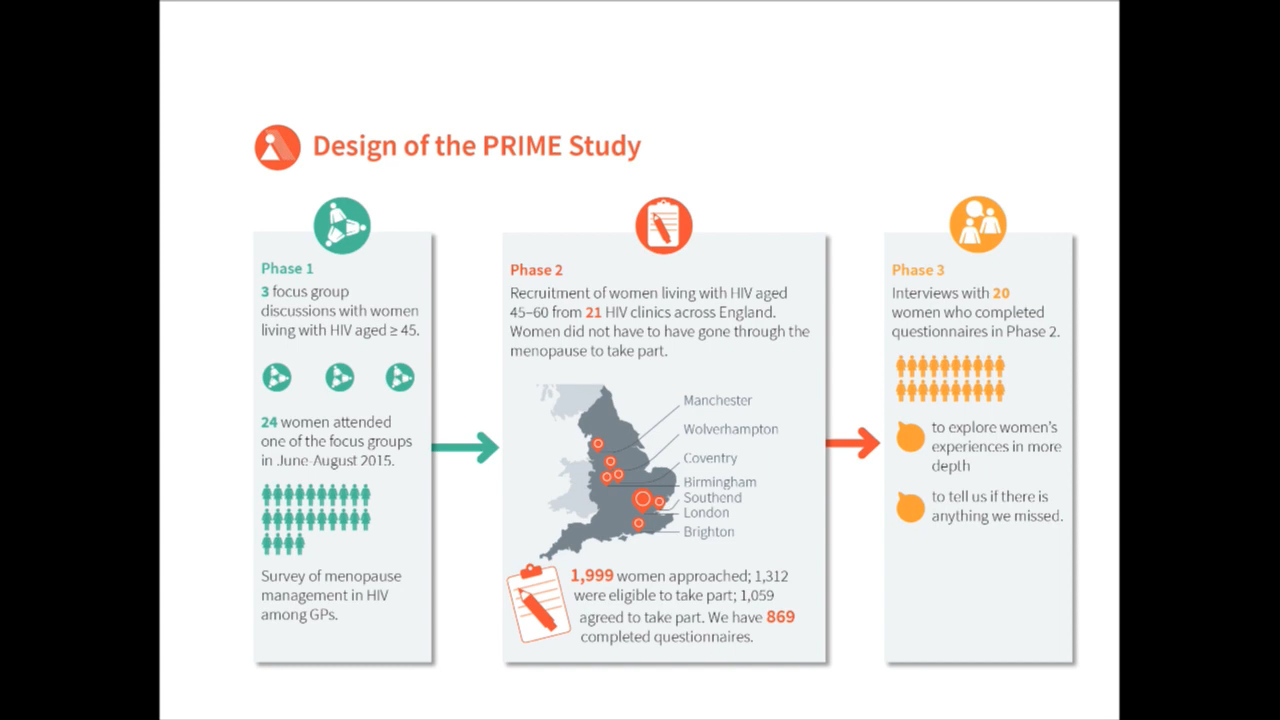 Design of the PRIME Study
Phase 1
3 focus group
discussions with women
living with HIV aged ≥ 45.
24 women attended
one of the focus groups
in June-August 2015.
Survey of menopause
management in HIV
among GPs.
Phase 2
Recruitment of women living with HIV aged
45–60 from 21 HIV clinics across England.
Women did not have to have gone through the
menopause to take part.
Manchester
Wolverhampton
Coventry
Birmingham
Southend
London
Brighton
1,999 women approached; 1,312
were eligible to take part; 1,059
agreed to take part. We have 869
completed questionnaires.
Phase 3
Interviews with 20
women who completed
questionnaires in Phase 2.
to explore women's
experiences in more
depth
to tell us if there is
anything we missed.